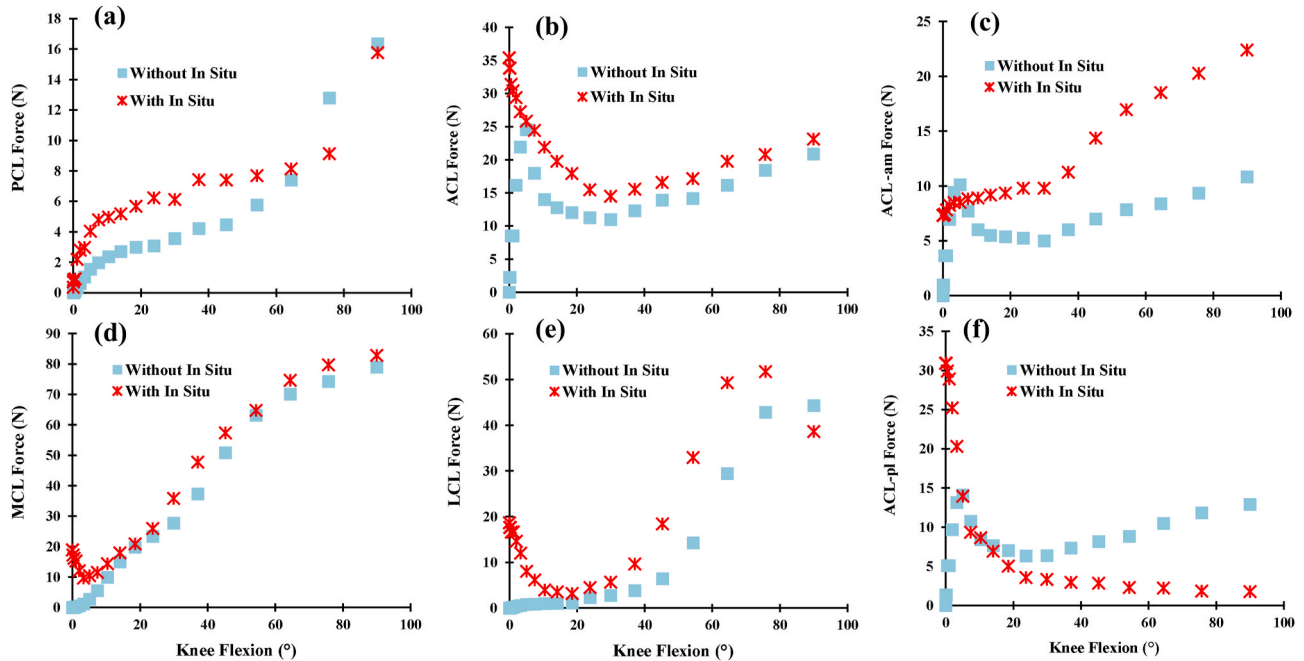 (a)
PCL Force (N)
18
16
14
12
10
8
6
4
2
0
Without In Situ
With In Situ
0 20 40 60 80 100
(b)
ACL Force (N)
40
35
30
25
20
15
10
5
0
Without In Situ
With In Situ
0 20 40 60 80 100
(c)
ACL-am Force (N)
25
20
15
10
5
0
Without In Situ
With In Situ
0 20 40 60 80 100
(d)
MCL Force (N)
90
80
70
60
50
40
30
20
10
0
Without In Situ
With In Situ
0 20 40 60 80 100
Knee Flexion (°)
(e)
LCL Force (N)
60
50
40
30
20
10
0
Without In Situ
With In Situ
0 20 40 60 80 100
Knee Flexion (°)
(f)
ACL-pl Force (N)
35
30
25
20
15
10
5
0
Without In Situ
With In Situ
0 20 40 60 80 100
Knee Flexion (°)